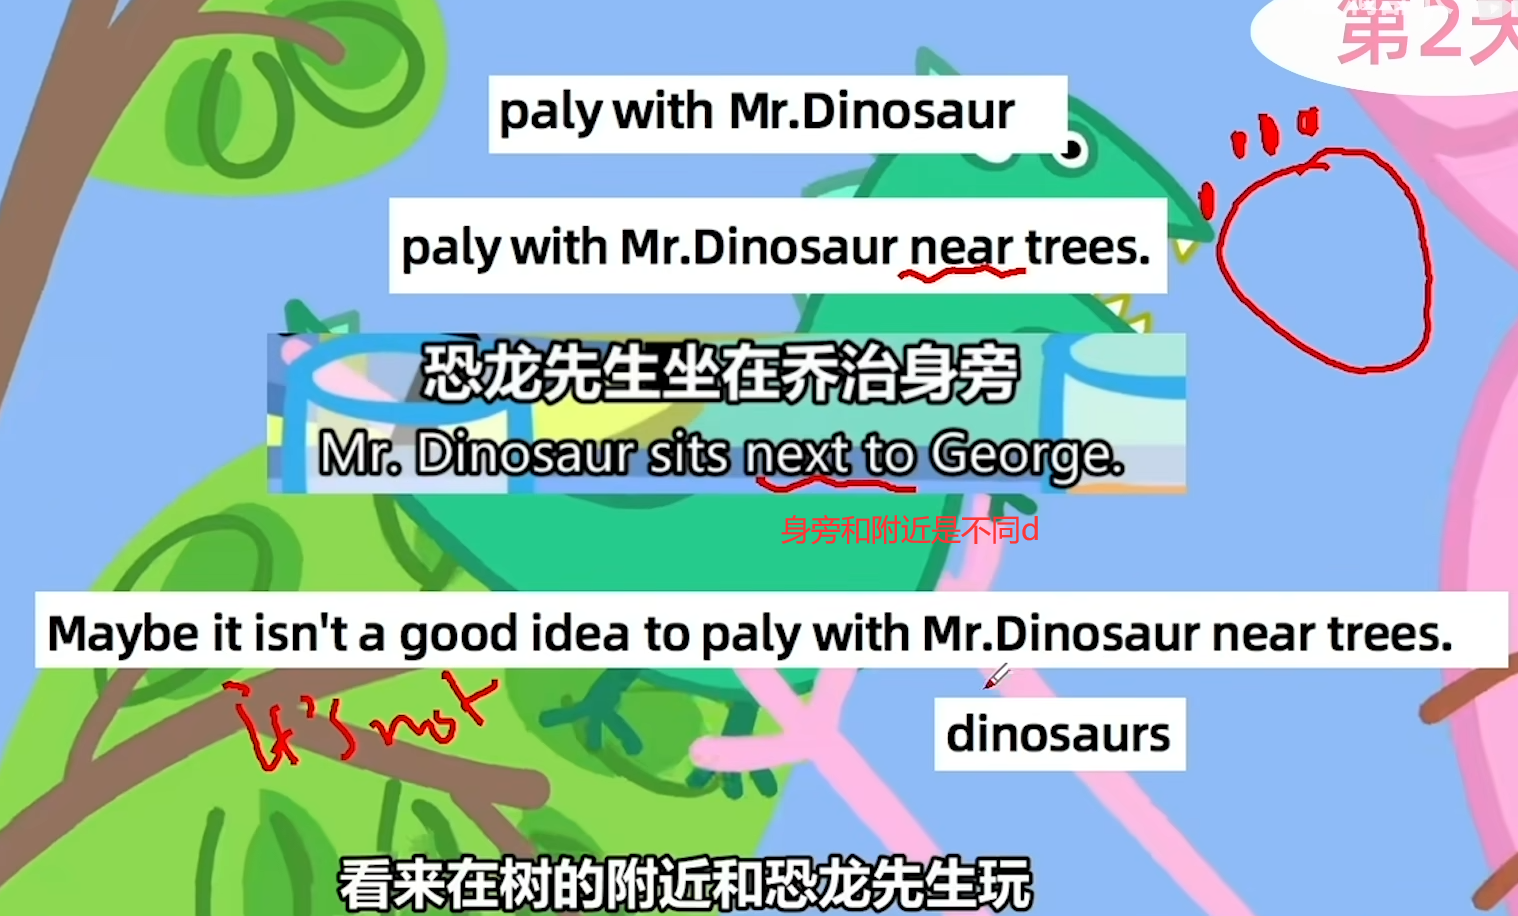 第2天
paly with Mr.Dinosaur
paly with Mr.Dinosaur near trees.
恐龙先生坐在乔治身旁
Mr. Dinosaur sits next to George.
身旁和附近是不同d
Maybe it isn't a good idea to paly with Mr.Dinosaur near trees.
it's not
dinosaurs
看来在树的附近和恐龙先生玩